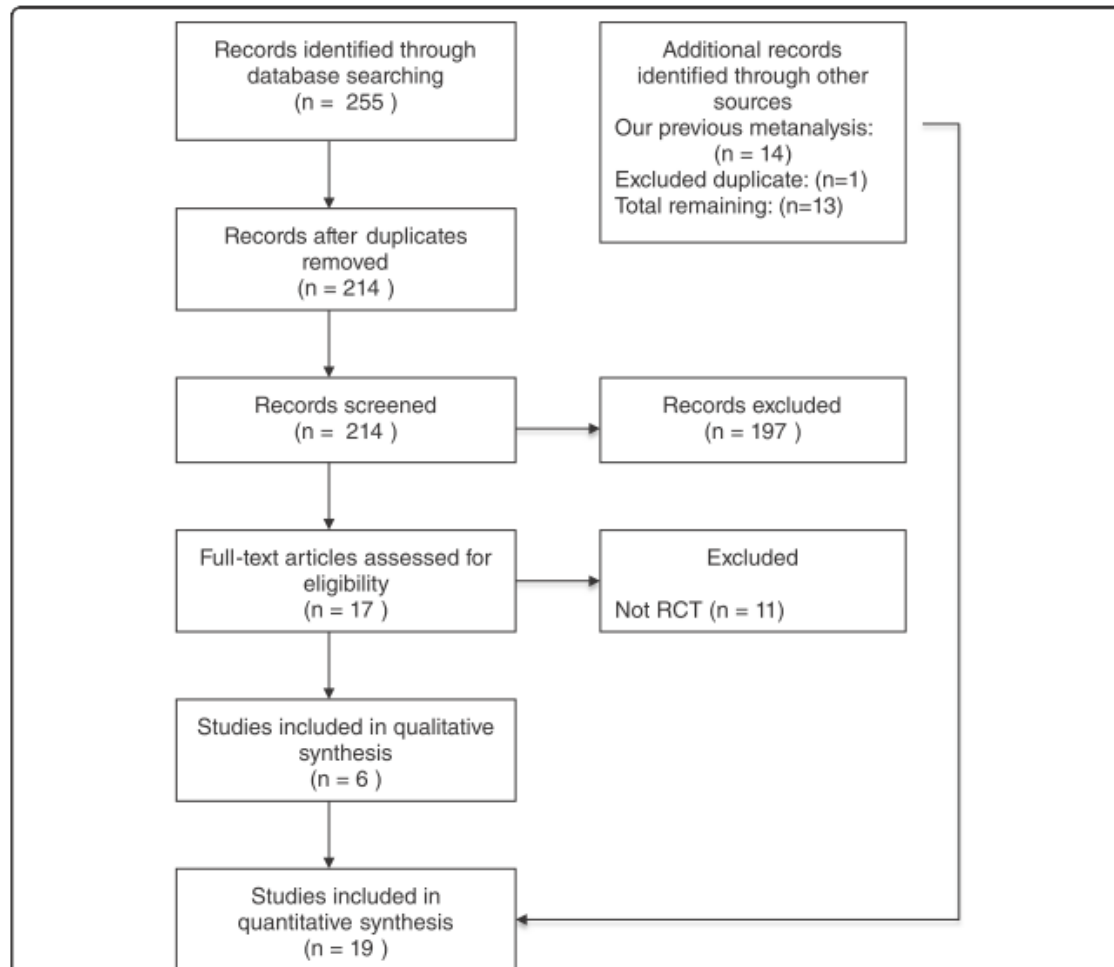 Records identified through
database searching
(n = 255 )
Additional records
identified through other
sources
Our previous metanalysis:
(n = 14)
Excluded duplicate: (n=1)
Total remaining: (n=13)
Records after duplicates
removed
(n = 214 )
Records screened
(n = 214 )
Records excluded
(n = 197 )
Full-text articles assessed for
eligibility
(n = 17 )
Excluded
Not RCT (n = 11)
Studies included in qualitative
synthesis
(n = 6 )
Studies included in
quantitative synthesis
(n = 19 )